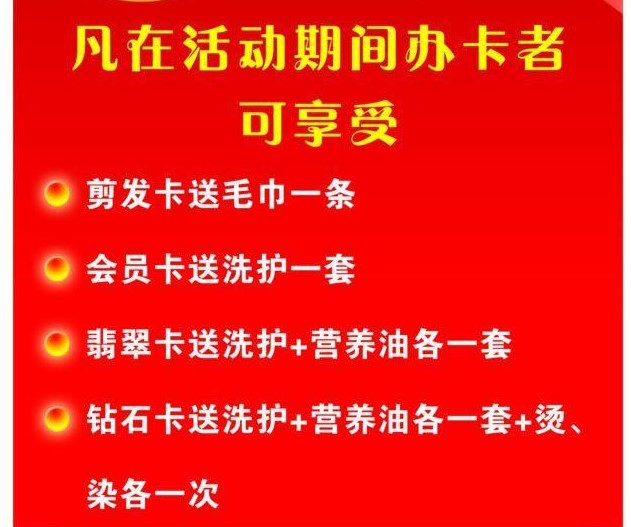 凡在活动期间办卡者
可享受
剪发卡送毛巾一条
会员卡送洗护一套
翡翠卡送洗护+营养油各一套
钻石卡送洗护+营养油各一套+烫、
染各一次